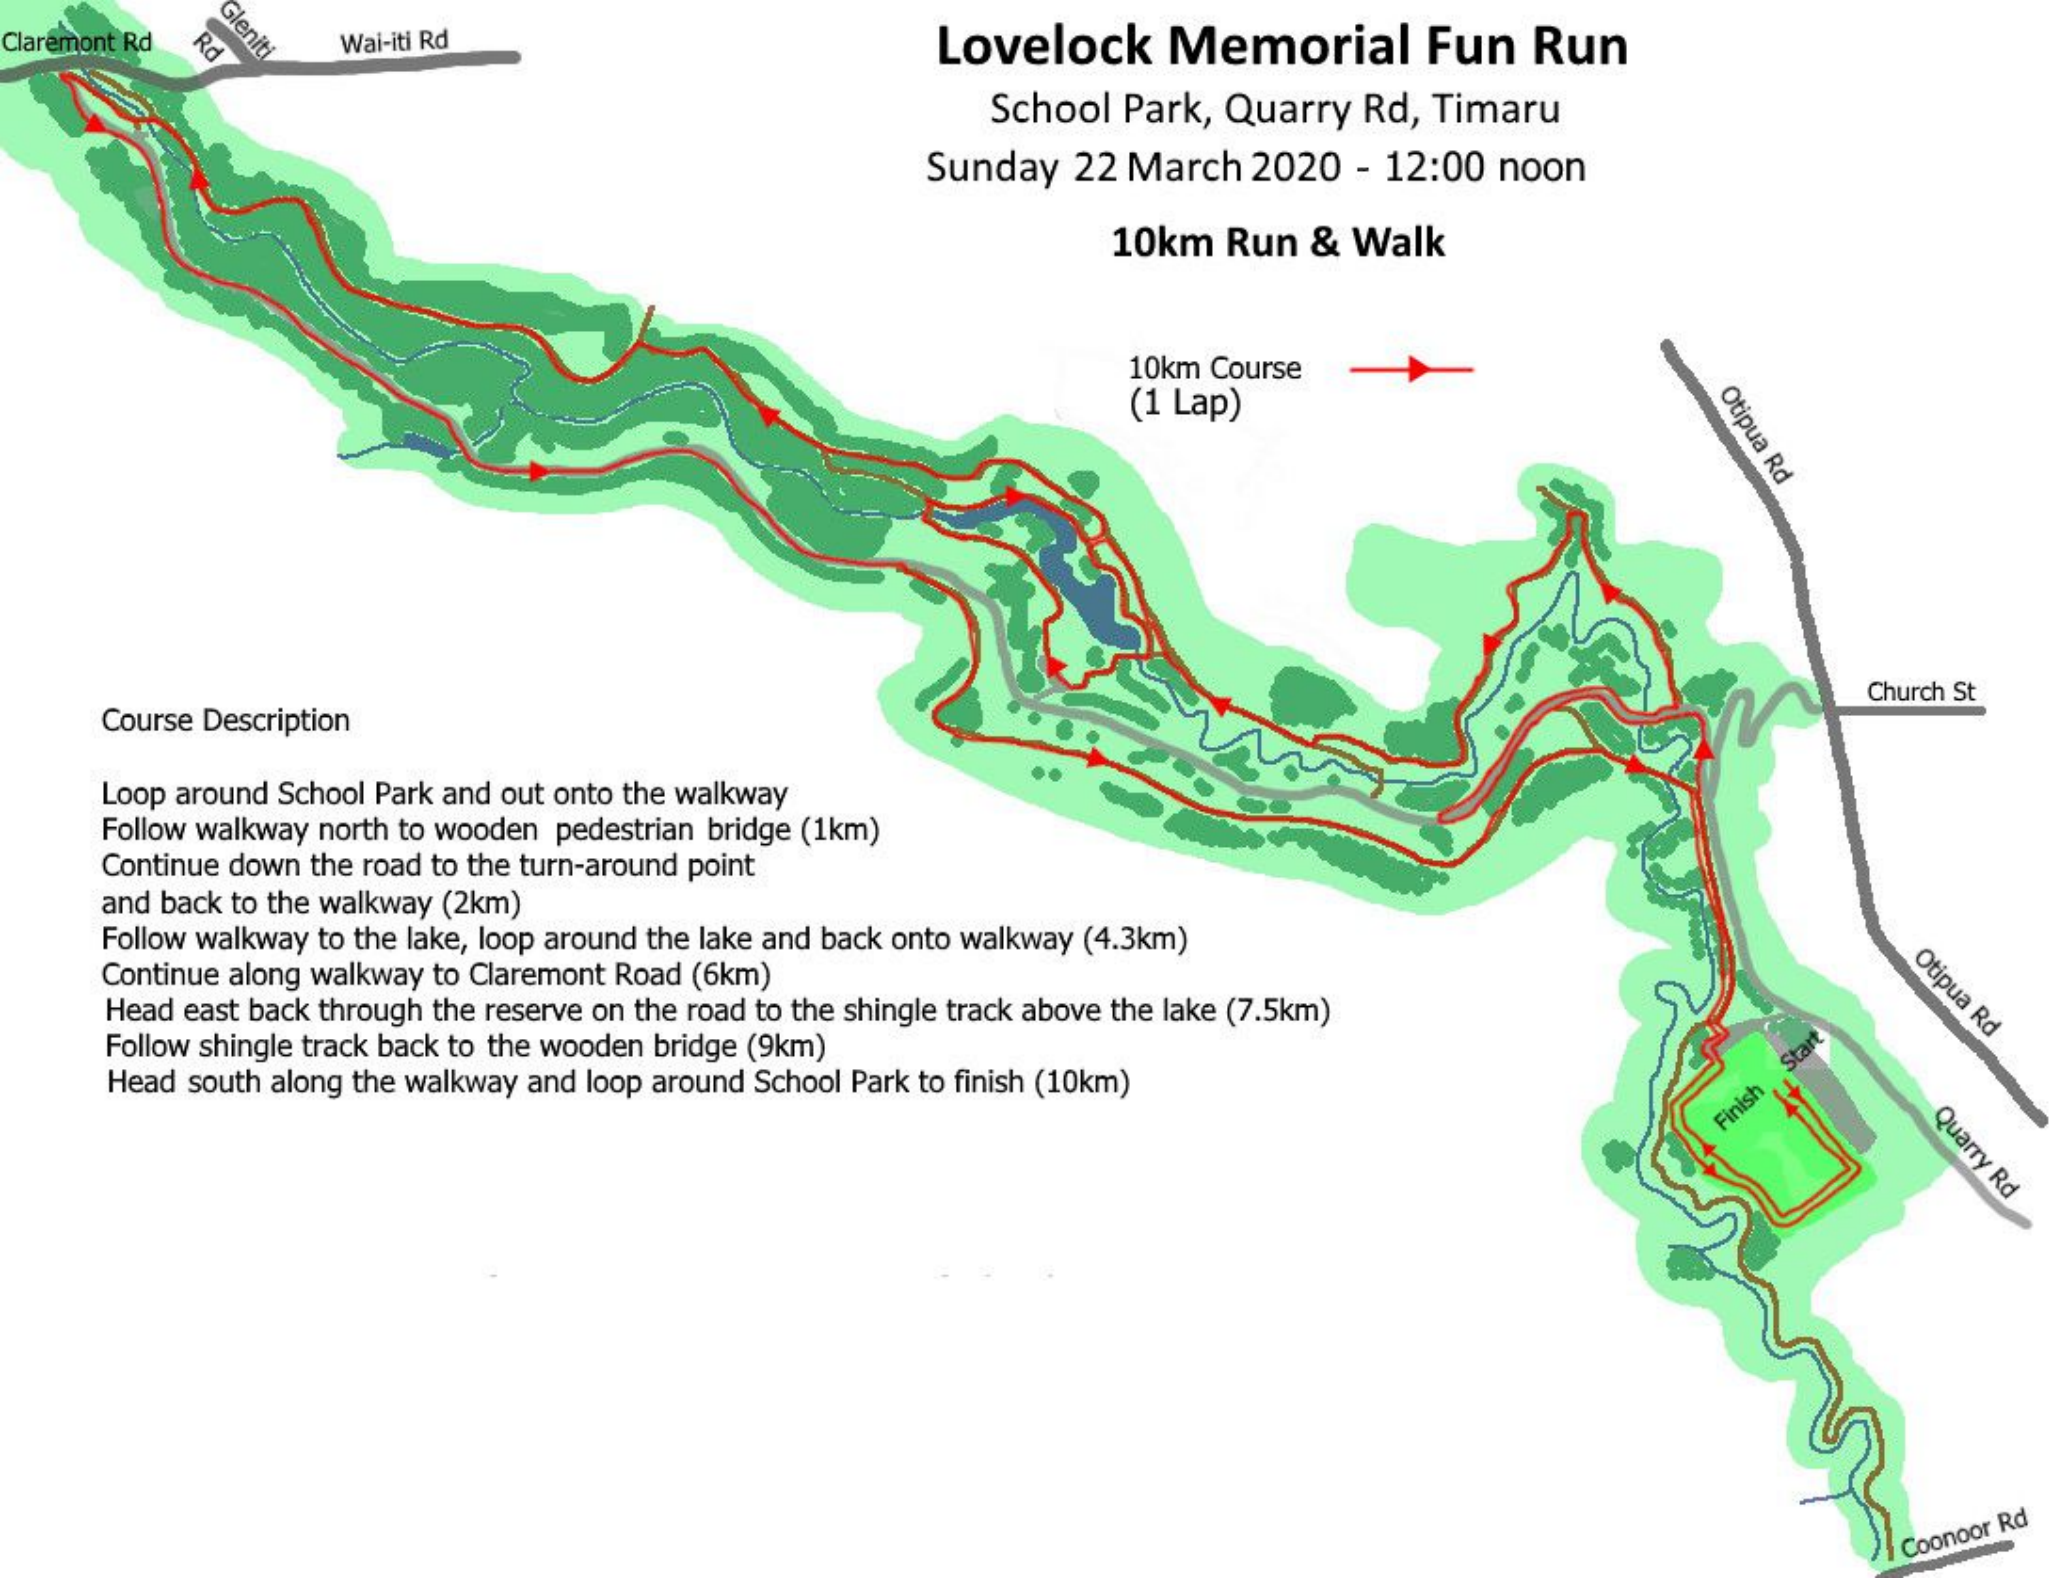 Lovelock Memorial Fun Run
School Park, Quarry Rd, Timaru
Sunday 22 March 2020 - 12:00 noon
10km Run & Walk
10km Course
(1 Lap)
Claremont Rd
Gleniti
Rd
Wai-iti Rd
Otipua Rd
Church St
Otipua Rd
Quarry Rd
Coonoor Rd
Start
Finish
Course Description
Loop around School Park and out onto the walkway
Follow walkway north to wooden pedestrian bridge (1km)
Continue down the road to the turn-around point
and back to the walkway (2km)
Follow walkway to the lake, loop around the lake and back onto walkway (4.3km)
Continue along walkway to Claremont Road (6km)
Head east back through the reserve on the road to the shingle track above the lake (7.5km)
Follow shingle track back to the wooden bridge (9km)
Head south along the walkway and loop around School Park to finish (10km)